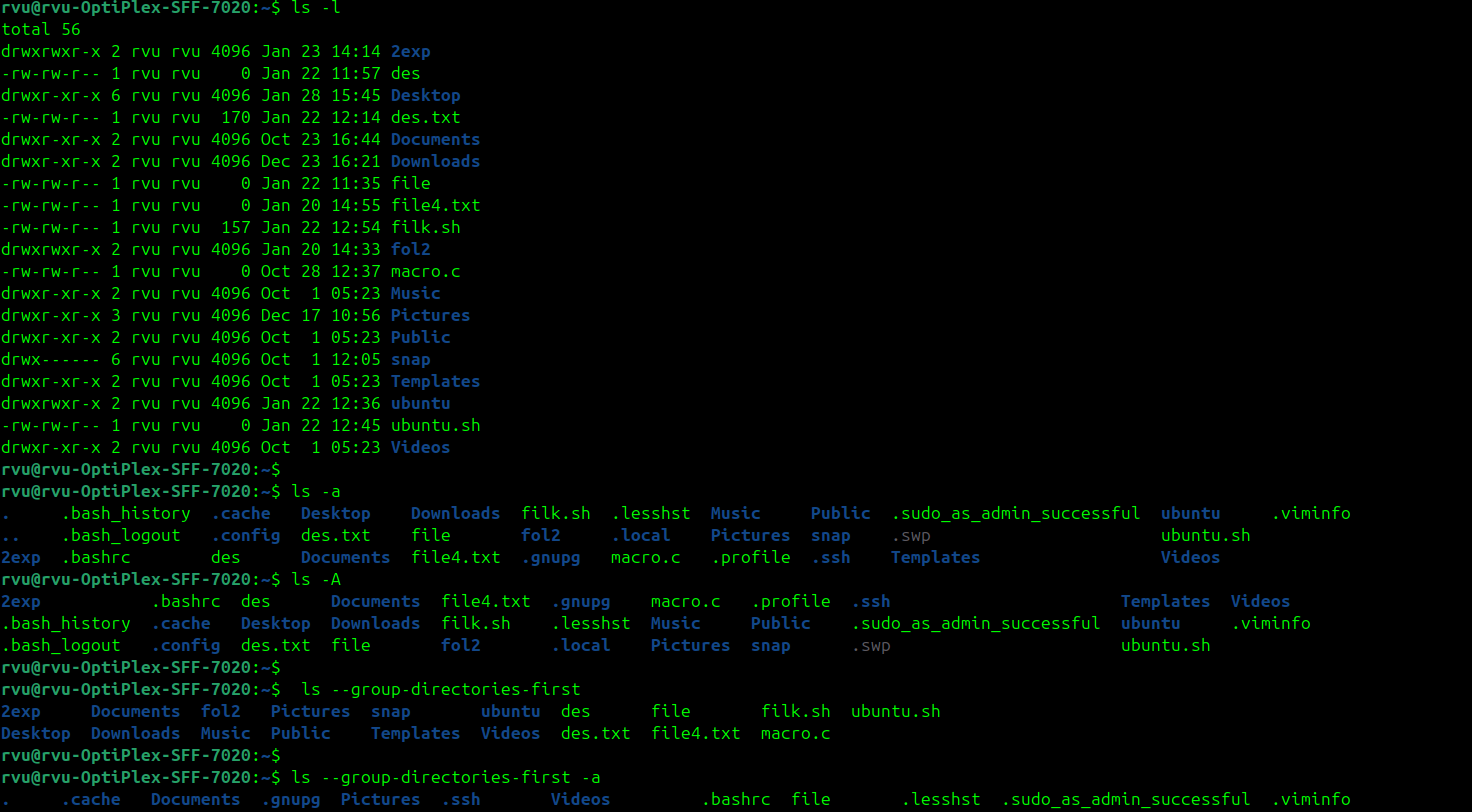 rvu@rvu-OptiPlex-SFF-7020:~$ ls -l
total 56
drwxrwxr-x 2 rvu rvu 4096 Jan 23 14:14 2exp
-rw-rw-r-- 1 rvu rvu    0 Jan 22 11:57 des
drwxr-xr-x 6 rvu rvu 4096 Jan 28 15:45 Desktop
-rw-rw-r-- 1 rvu rvu  170 Jan 22 12:14 des.txt
drwxr-xr-x 2 rvu rvu 4096 Oct 23 16:44 Documents
drwxr-xr-x 2 rvu rvu 4096 Dec 23 16:21 Downloads
-rw-rw-r-- 1 rvu rvu    0 Jan 22 11:35 file
-rw-rw-r-- 1 rvu rvu    0 Jan 20 14:55 file4.txt
-rw-rw-r-- 1 rvu rvu  157 Jan 22 12:54 filk.sh
drwxrwxr-x 2 rvu rvu 4096 Jan 20 14:33 fol2
-rw-rw-r-- 1 rvu rvu    0 Oct 28 12:37 macro.c
drwxr-xr-x 2 rvu rvu 4096 Oct  1 05:23 Music
drwxr-xr-x 3 rvu rvu 4096 Dec 17 10:56 Pictures
drwxr-xr-x 2 rvu rvu 4096 Oct  1 05:23 Public
drwx------ 6 rvu rvu 4096 Oct  1 12:05 snap
drwxr-xr-x 2 rvu rvu 4096 Oct  1 05:23 Templates
drwxrwxr-x 2 rvu rvu 4096 Jan 22 12:36 ubuntu
-rw-rw-r-- 1 rvu rvu    0 Jan 22 12:45 ubuntu.sh
drwxr-xr-x 2 rvu rvu 4096 Oct  1 05:23 Videos
rvu@rvu-OptiPlex-SFF-7020:~$
rvu@rvu-OptiPlex-SFF-7020:~$ ls -a
.     .bash_history  .cache   Desktop    Downloads  filk.sh  .lesshst  Music     Public  .sudo_as_admin_successful  ubuntu     .viminfo
..    .bash_logout   .config  des.txt    file       fol2     .local    Pictures  snap    .swp                       ubuntu.sh
2exp  .bashrc        des      Documents  file4.txt  .gnupg   macro.c   .profile  .ssh    Templates                  Videos
rvu@rvu-OptiPlex-SFF-7020:~$ ls -A
2exp           .bashrc  des      Documents  file4.txt  .gnupg    macro.c   .profile  .ssh                       Templates  Videos
.bash_history  .cache   Desktop  Downloads  filk.sh    .lesshst  Music     Public    .sudo_as_admin_successful  ubuntu     .viminfo
.bash_logout   .config  des.txt  file       fol2       .local    Pictures  snap      .swp                       ubuntu.sh
rvu@rvu-OptiPlex-SFF-7020:~$
rvu@rvu-OptiPlex-SFF-7020:~$  ls --group-directories-first
2exp     Documents  fol2   Pictures  snap       ubuntu  des      file       filk.sh  ubuntu.sh
Desktop  Downloads  Music  Public    Templates  Videos  des.txt  file4.txt  macro.c
rvu@rvu-OptiPlex-SFF-7020:~$
rvu@rvu-OptiPlex-SFF-7020:~$ ls --group-directories-first -a
.     .cache   Documents  .gnupg  Pictures  .ssh       Videos         .bashrc  file       .lesshst  .sudo_as_admin_successful  .viminfo